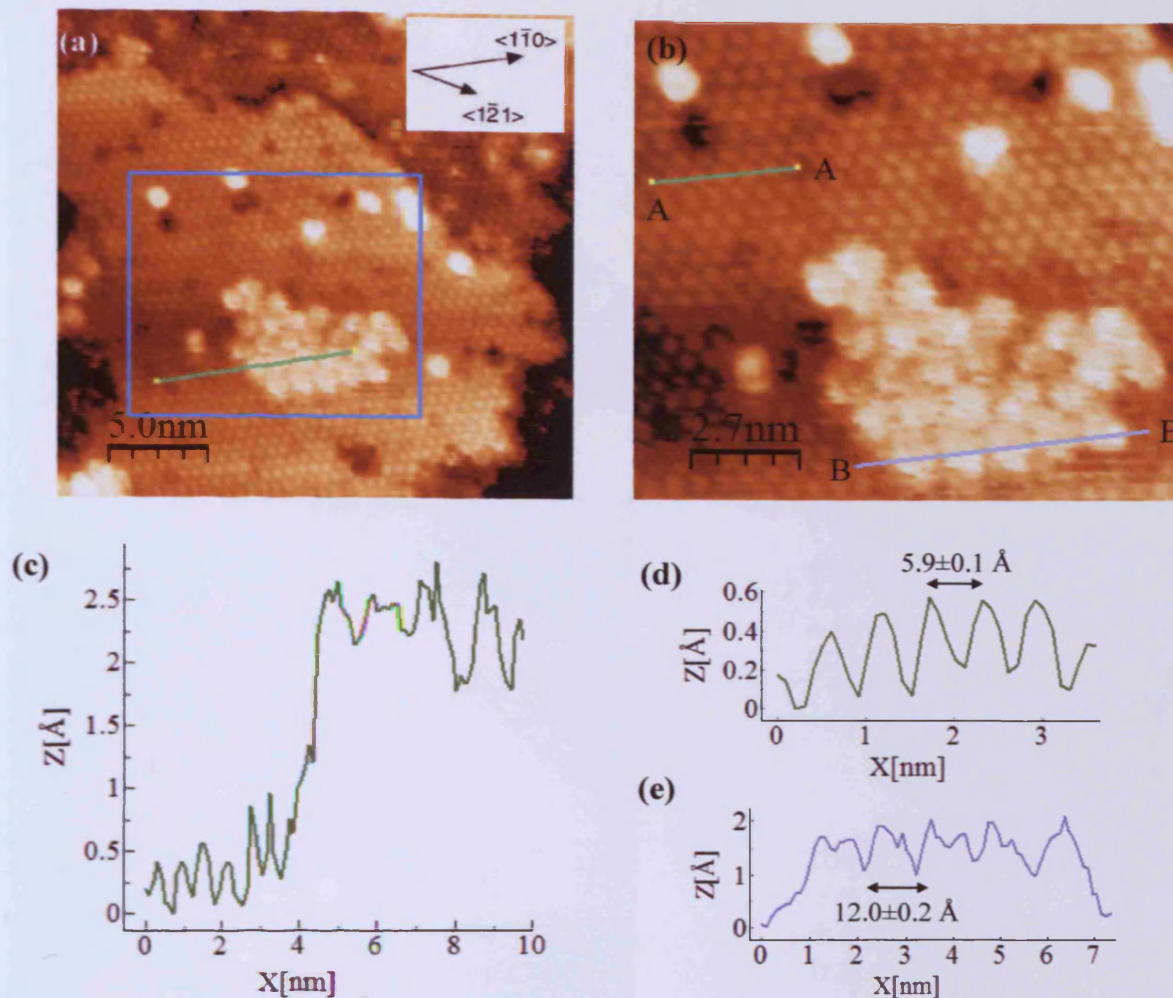 (a)
<11̅0>
<12̅1>
5.0nm
(b)
A
A
2.7nm
B
B
(c)
Z[Å]
2.5
2
1.5
1
0.5
0
0 2 4 6 8 10
X[nm]
(d)
5.9±0.1 Å
Z[Å]
0.6
0.4
0.2
0
0 1 2 3
X[nm]
(e)
Z[Å]
2
1
0
12.0±0.2 Å
0 1 2 3 4 5 6 7
X[nm]